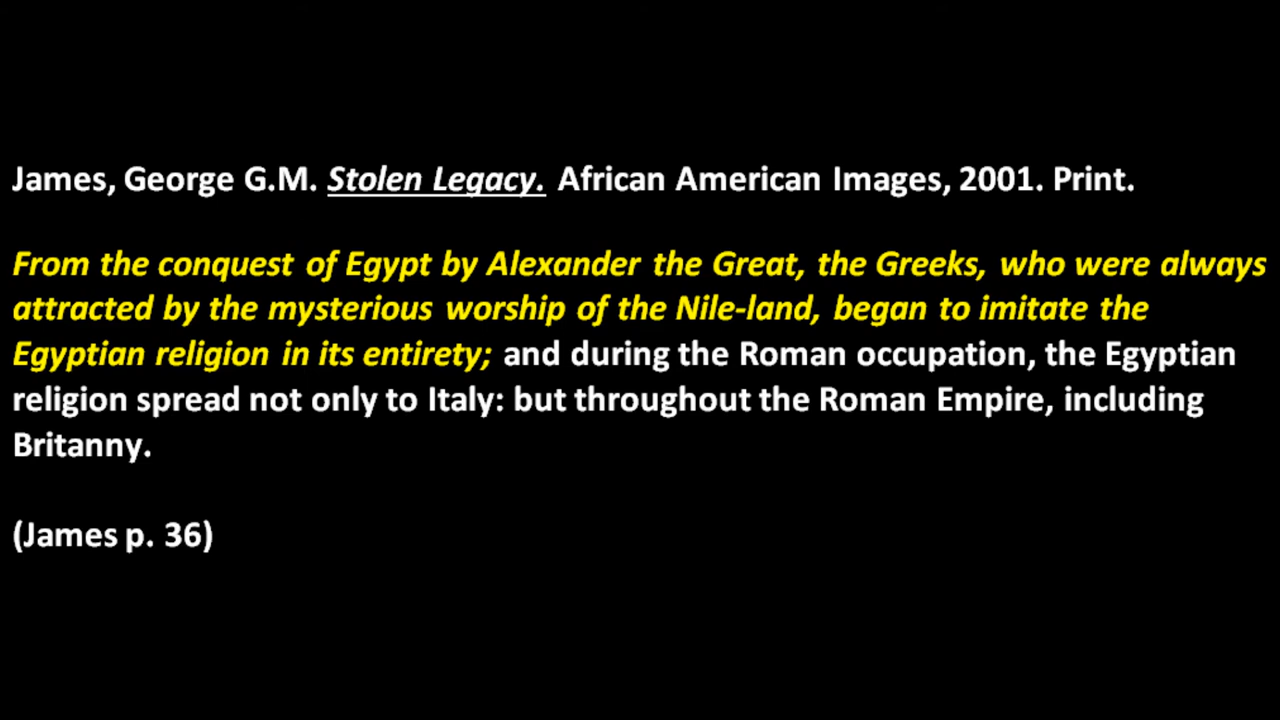 James, George G.M. Stolen Legacy. African American Images, 2001. Print.
From the conquest of Egypt by Alexander the Great, the Greeks, who were always
attracted by the mysterious worship of the Nile-land, began to imitate the
Egyptian religion in its entirety; and during the Roman occupation, the Egyptian
religion spread not only to Italy: but throughout the Roman Empire, including
Britanny.
(James p. 36)